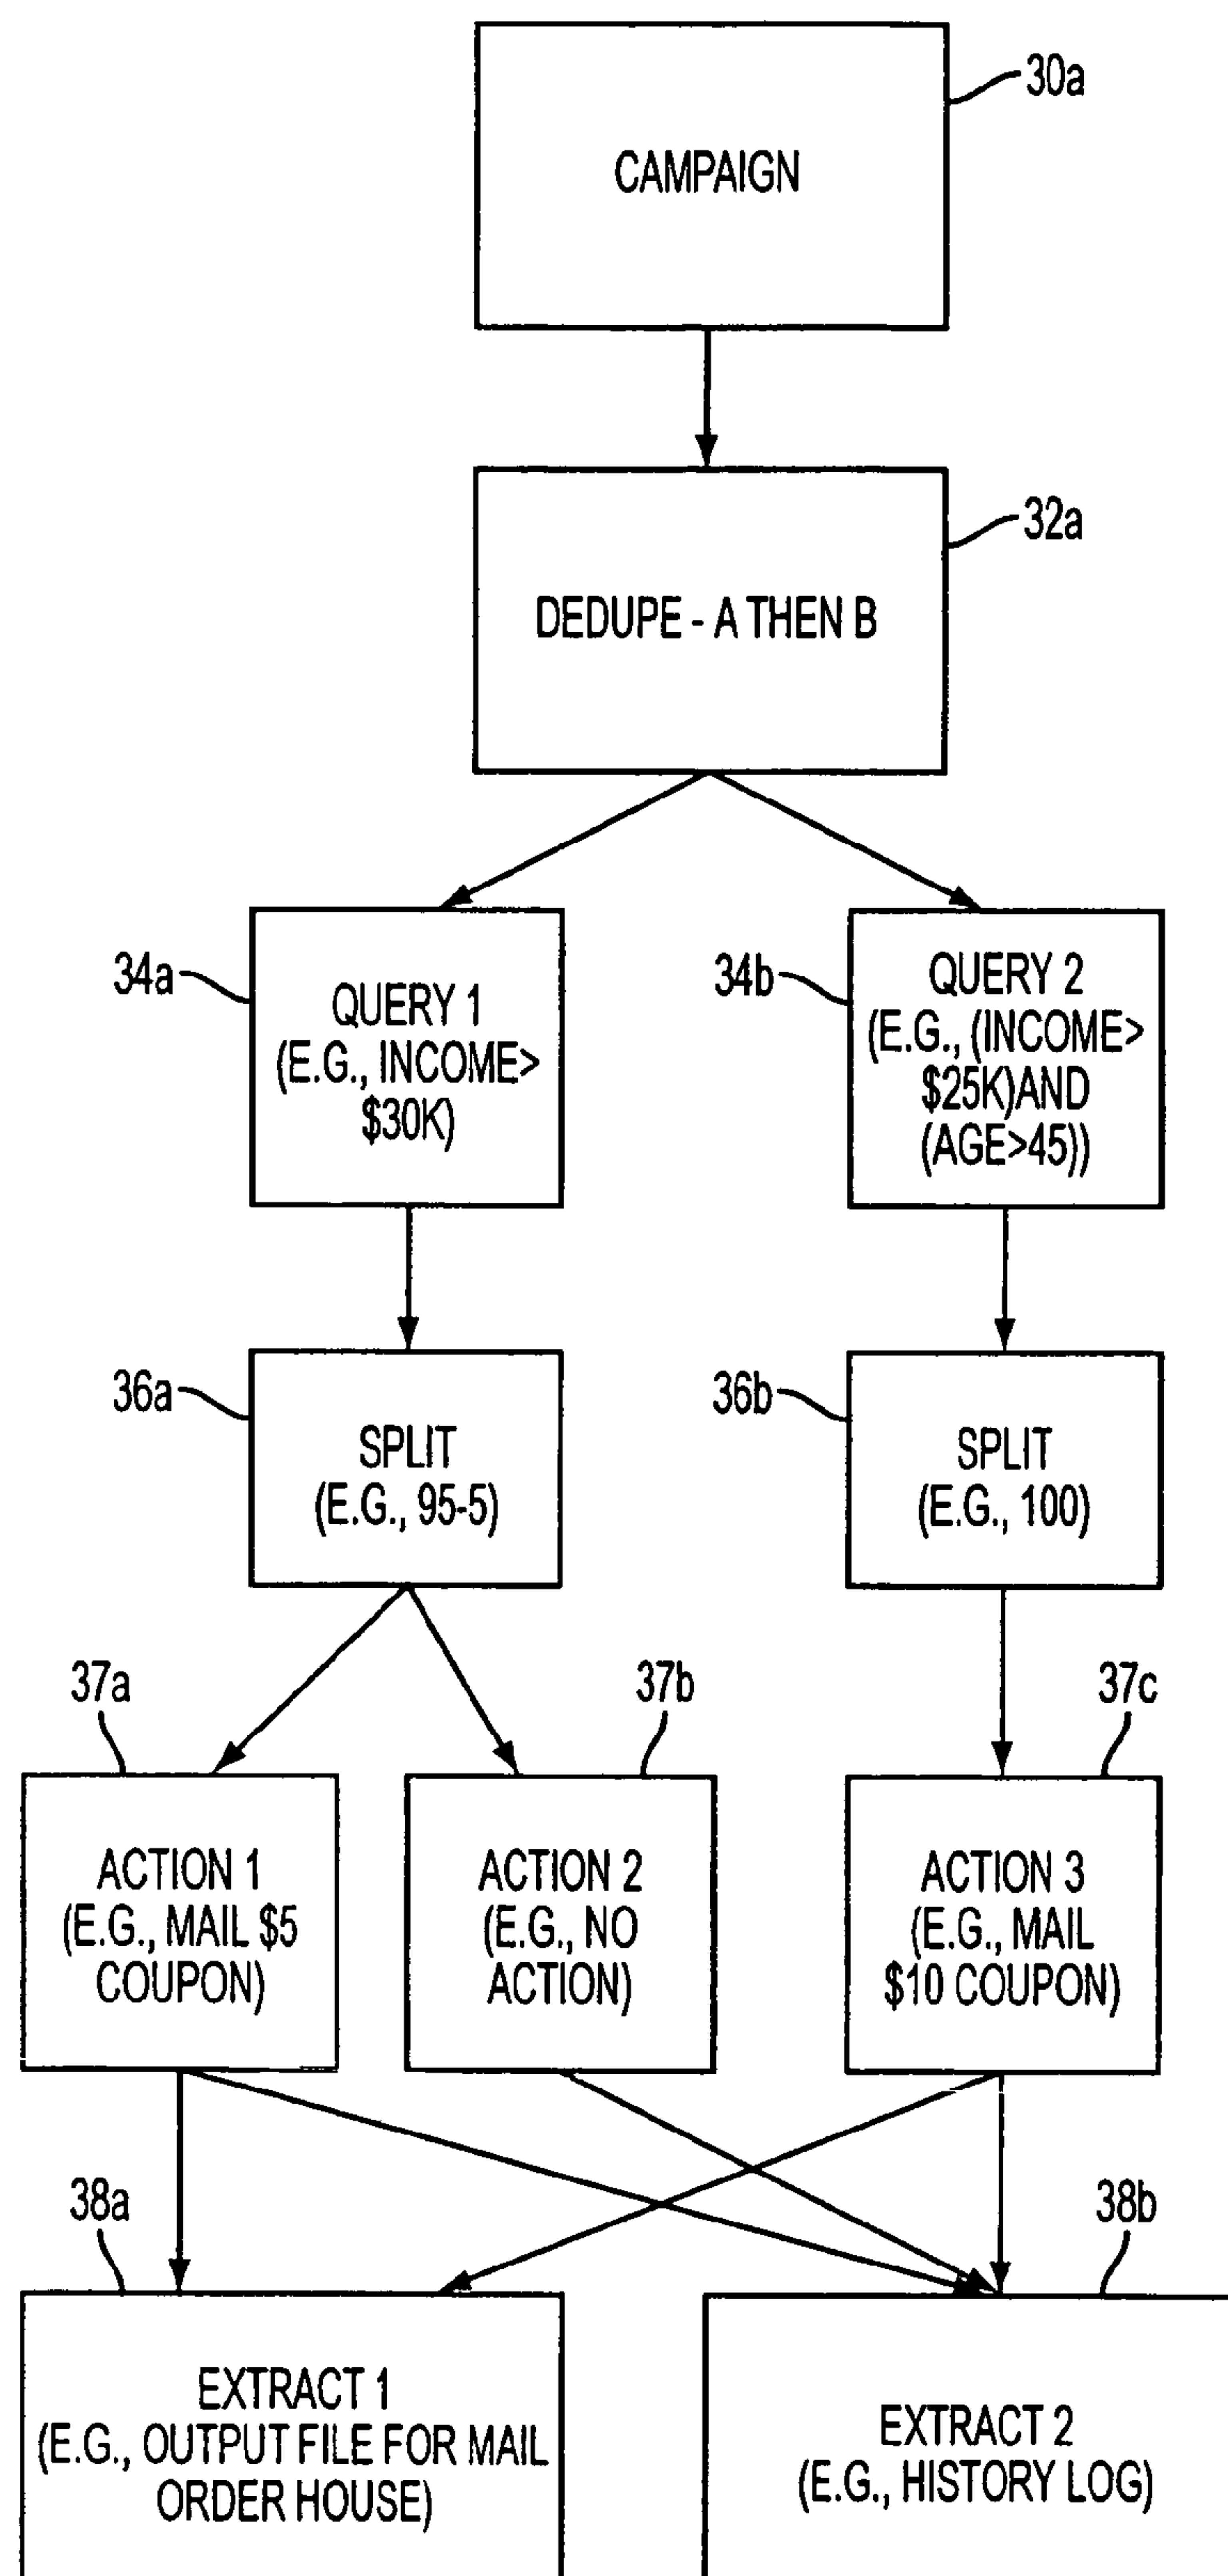 30a
CAMPAIGN
32a
DEDUPE - A THEN B
34a
QUERY 1
(E.G., INCOME>
$30K)
34b
QUERY 2
(E.G., (INCOME>
$25K)AND
(AGE>45))
36a
SPLIT
(E.G., 95-5)
36b
SPLIT
(E.G., 100)
37a
ACTION 1
(E.G., MAIL $5
COUPON)
37b
ACTION 2
(E.G., NO
ACTION)
37c
ACTION 3
(E.G., MAIL
$10 COUPON)
38a
EXTRACT 1
(E.G., OUTPUT FILE FOR MAIL
ORDER HOUSE)
38b
EXTRACT 2
(E.G., HISTORY LOG)